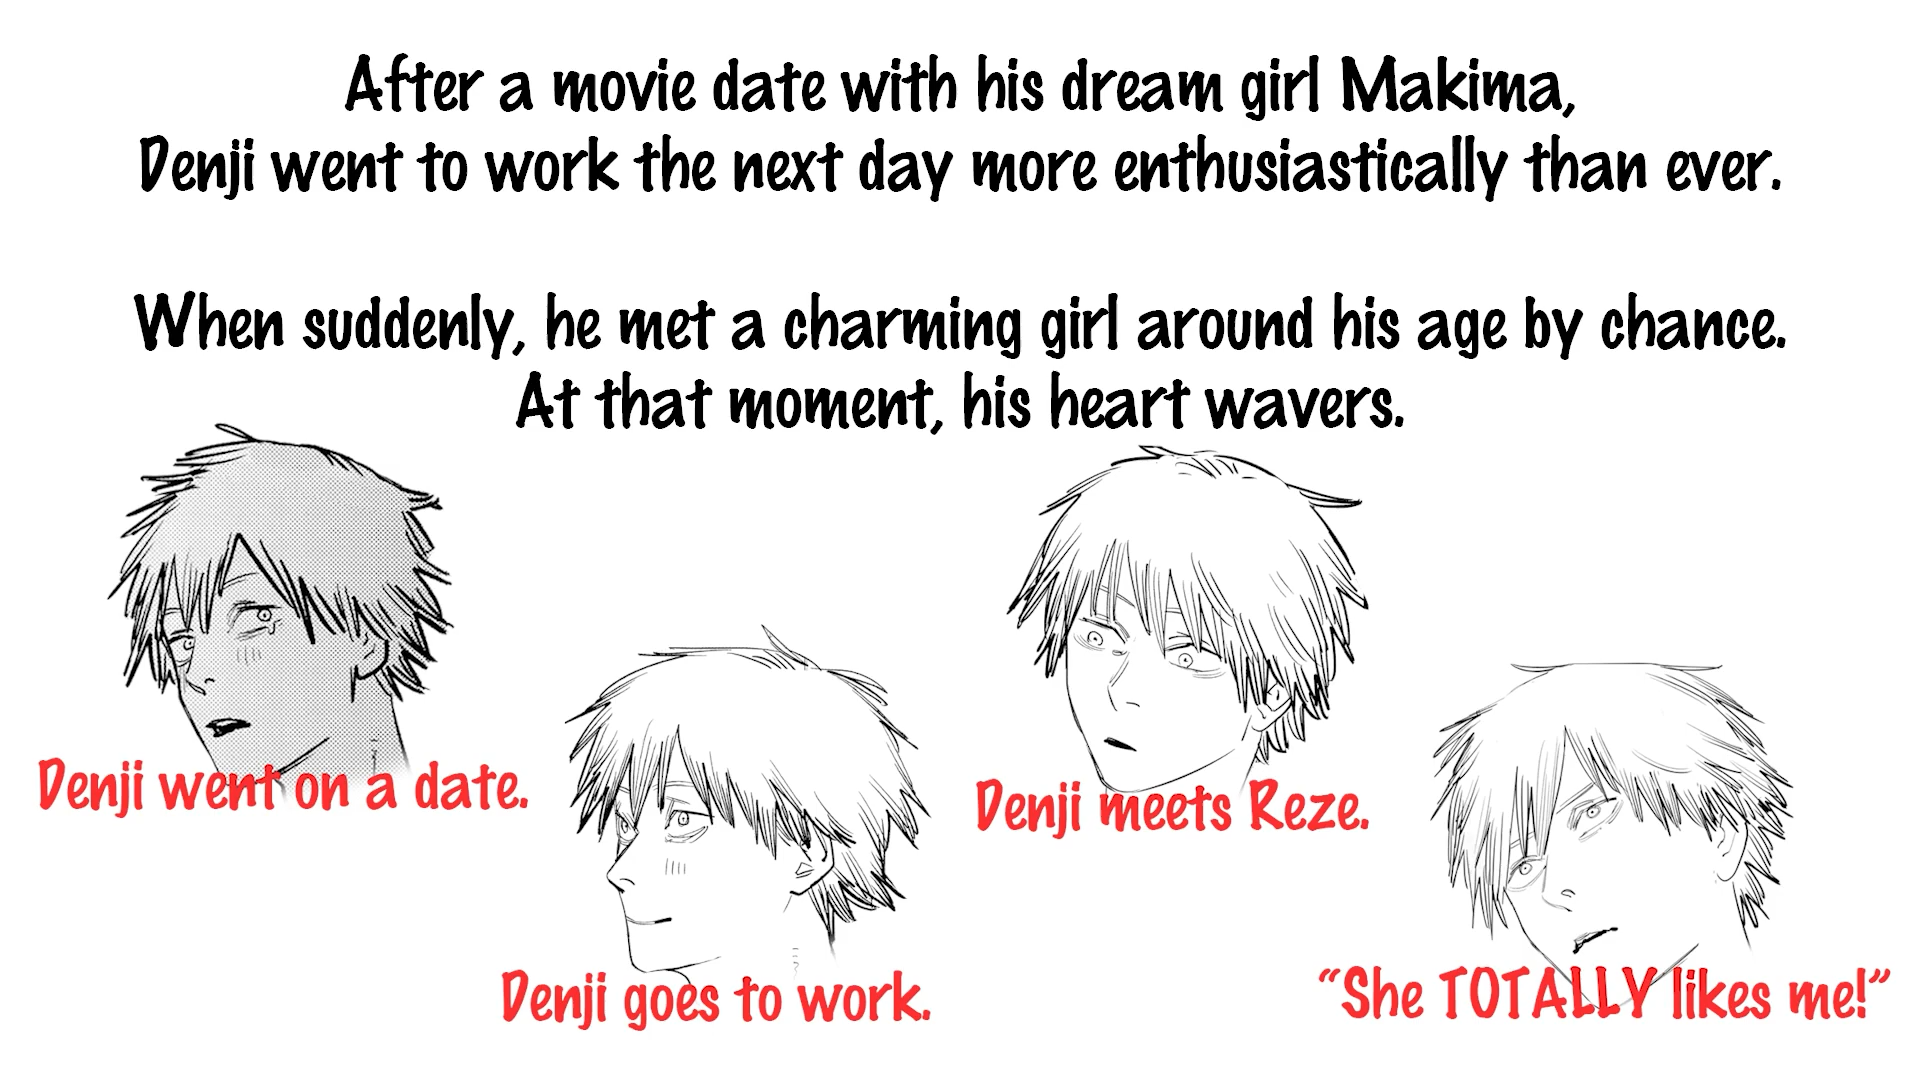 After a movie date with his dream girl Makima,
Denji went to work the next day more enthusiastically than ever.
When suddenly, he met a charming girl around his age by chance.
At that moment, his heart wavers.
Denji went on a date.
Denji goes to work.
Denji meets Reze.
“She TOTALLY likes me!”